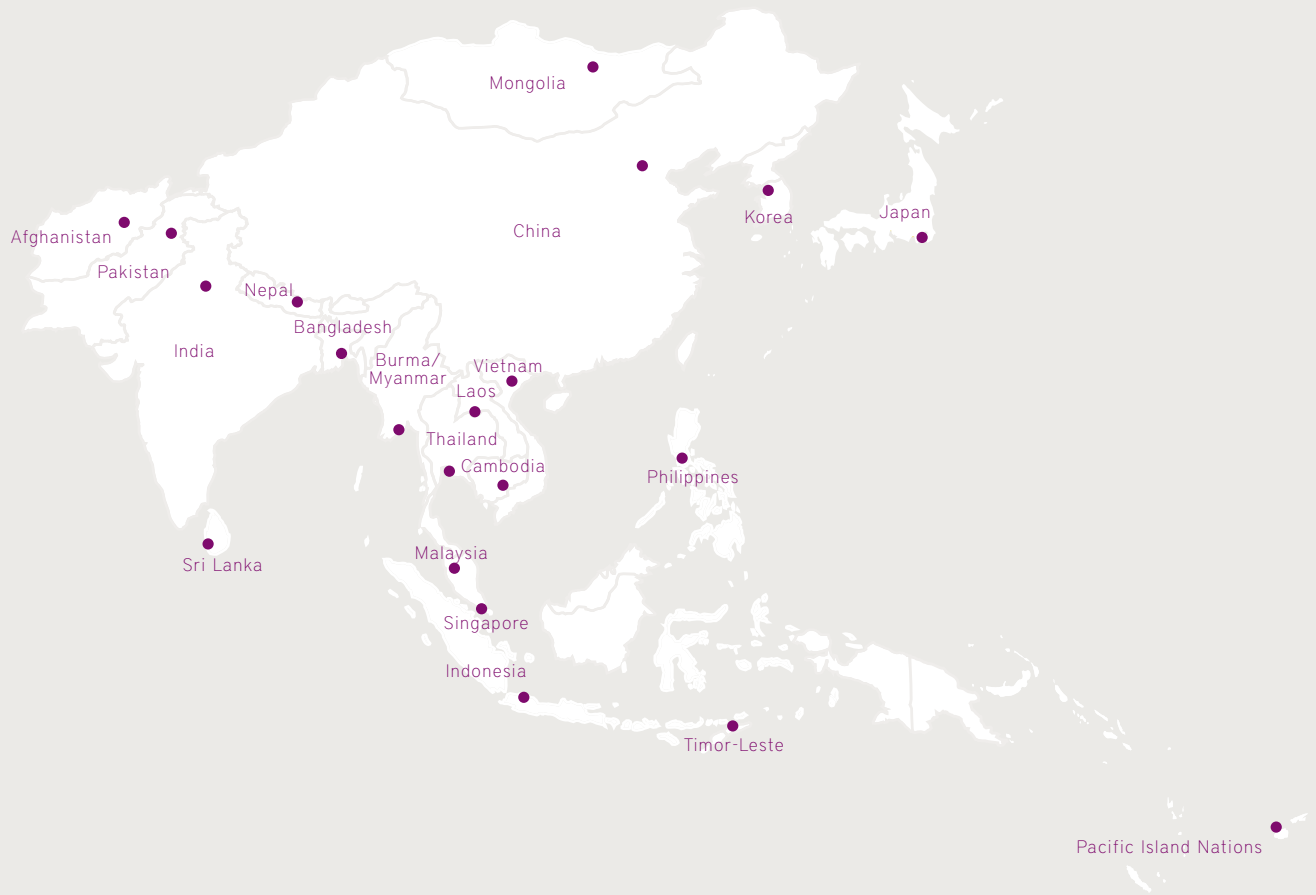 Mongolia
China
Korea
Japan
Afghanistan
Pakistan
Nepal
Bangladesh
India
Burma/
Myanmar
Vietnam
Laos
Thailand
Cambodia
Philippines
Sri Lanka
Malaysia
Singapore
Indonesia
Timor-Leste
Pacific Island Nations